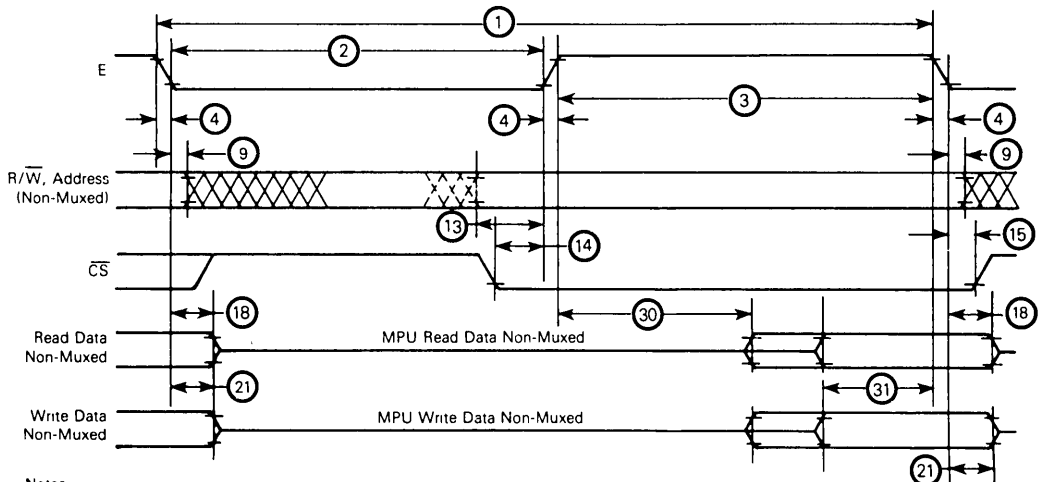 1
2
E
3
4
4
4
9
9
R/W̅, Address
(Non-Muxed)
13
14
15
C̅S̅
18
30
18
Read Data
Non-Muxed
MPU Read Data Non-Muxed
21
31
Write Data
Non-Muxed
MPU Write Data Non-Muxed
21